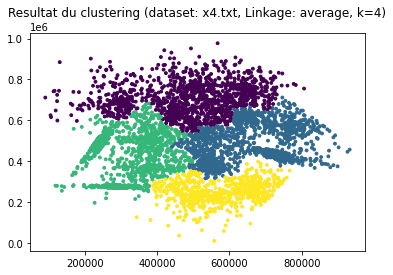 Resultat du clustering (dataset: x4.txt, Linkage: average, k=4)
1e6
1.0
0.8
0.6
0.4
0.2
0.0
200000 400000 600000 800000